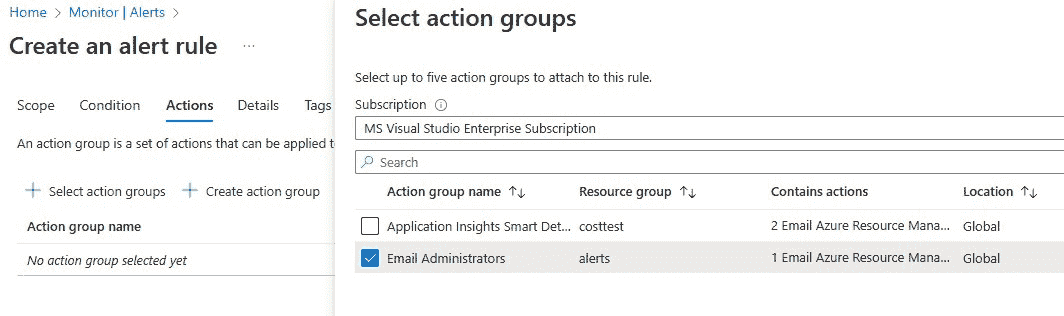 Home > Monitor | Alerts >
Create an alert rule ...
Scope Condition Actions Details Tags
An action group is a set of actions that can be applied
Select action groups Create action group
Action group name
No action group selected yet
Select action groups
Select up to five action groups to attach to this rule.
Subscription
MS Visual Studio Enterprise Subscription
Search
Action group name Resource group Contains actions Location
Application Insights Smart Det... costtest 2 Email Azure Resource Mana... Global
Email Administrators alerts 1 Email Azure Resource Mana... Global